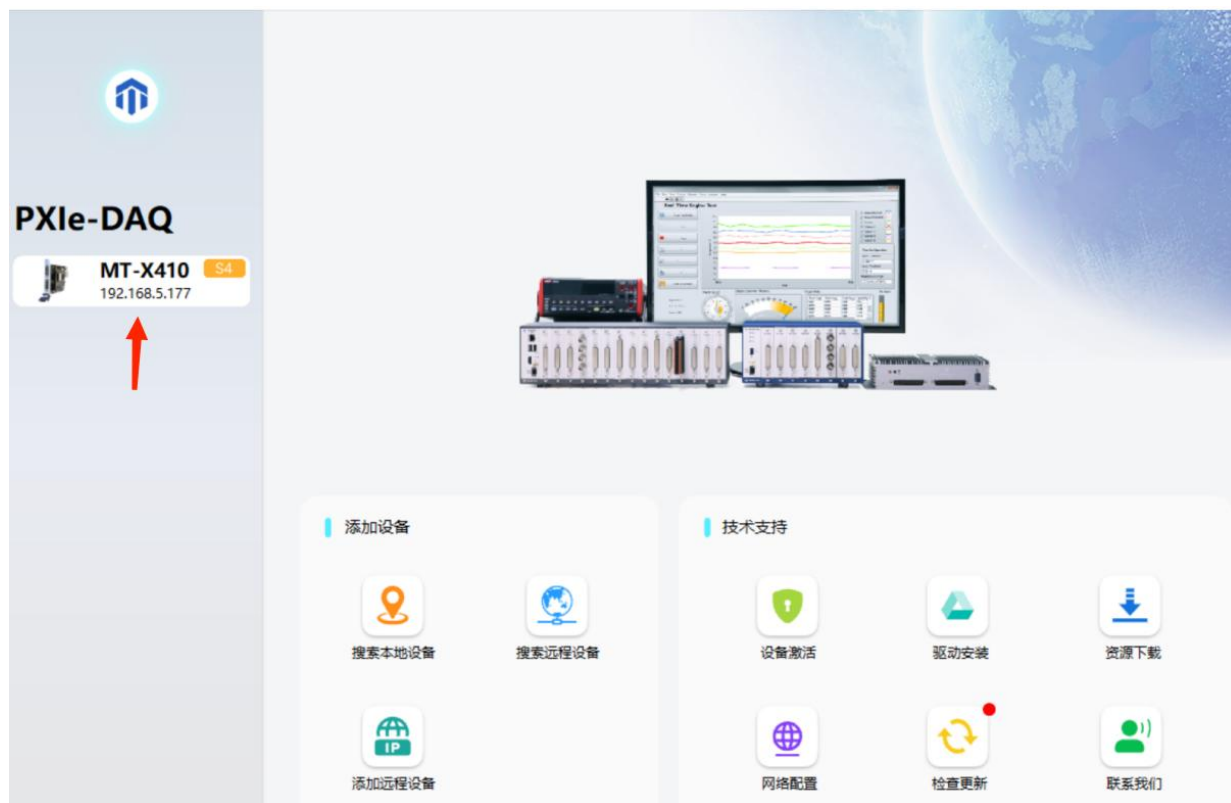 PXIe-DAQ
MT-X410 S4
192.168.5.177
添加设备
搜索本地设备 搜索远程设备
添加远程设备
技术支持
设备激活 驱动安装 资源下载
网络配置 检查更新 联系我们
IP